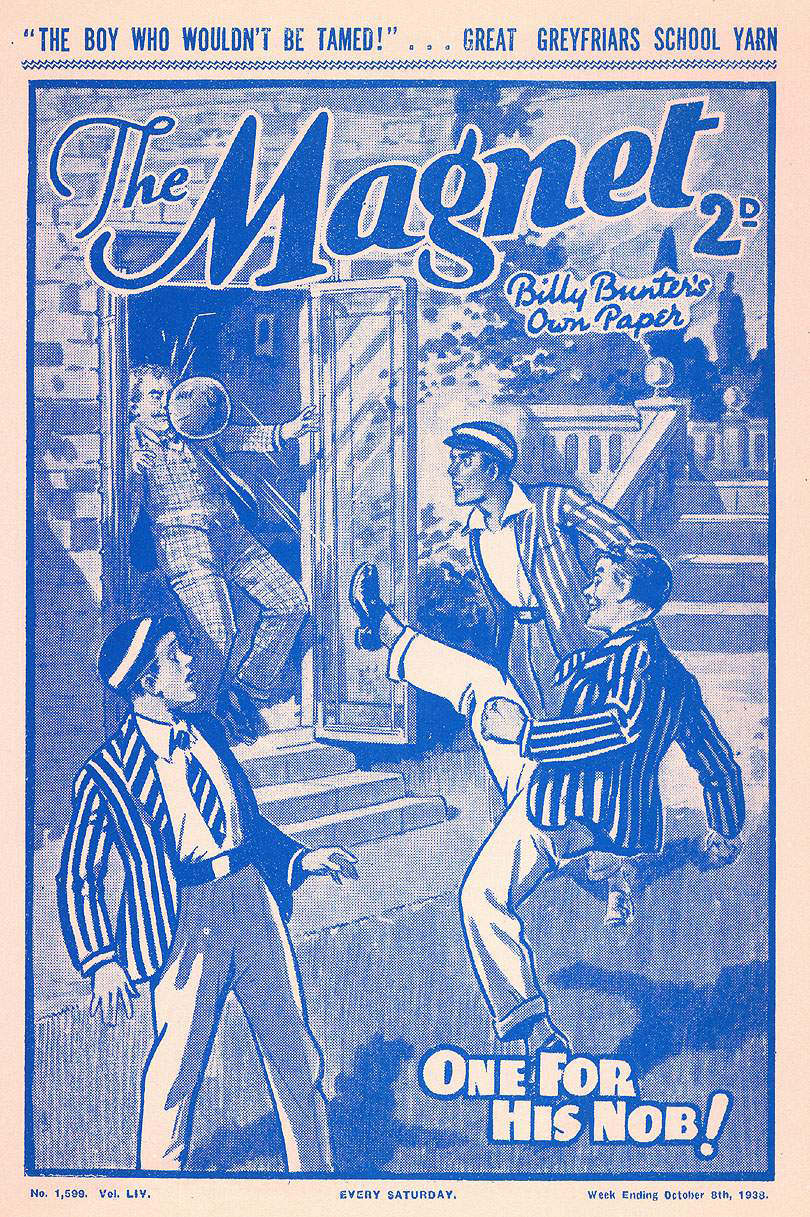 "THE BOY WHO WOULDN'T BE TAMED!" . . . GREAT GREYFRIARS SCHOOL YARN
The Magnet 2D
Billy Bunter's
Own Paper
ONE FOR
HIS NOB!
No. 1,599. Vol. LIV. EVERY SATURDAY. Week Ending October 8th, 1938.